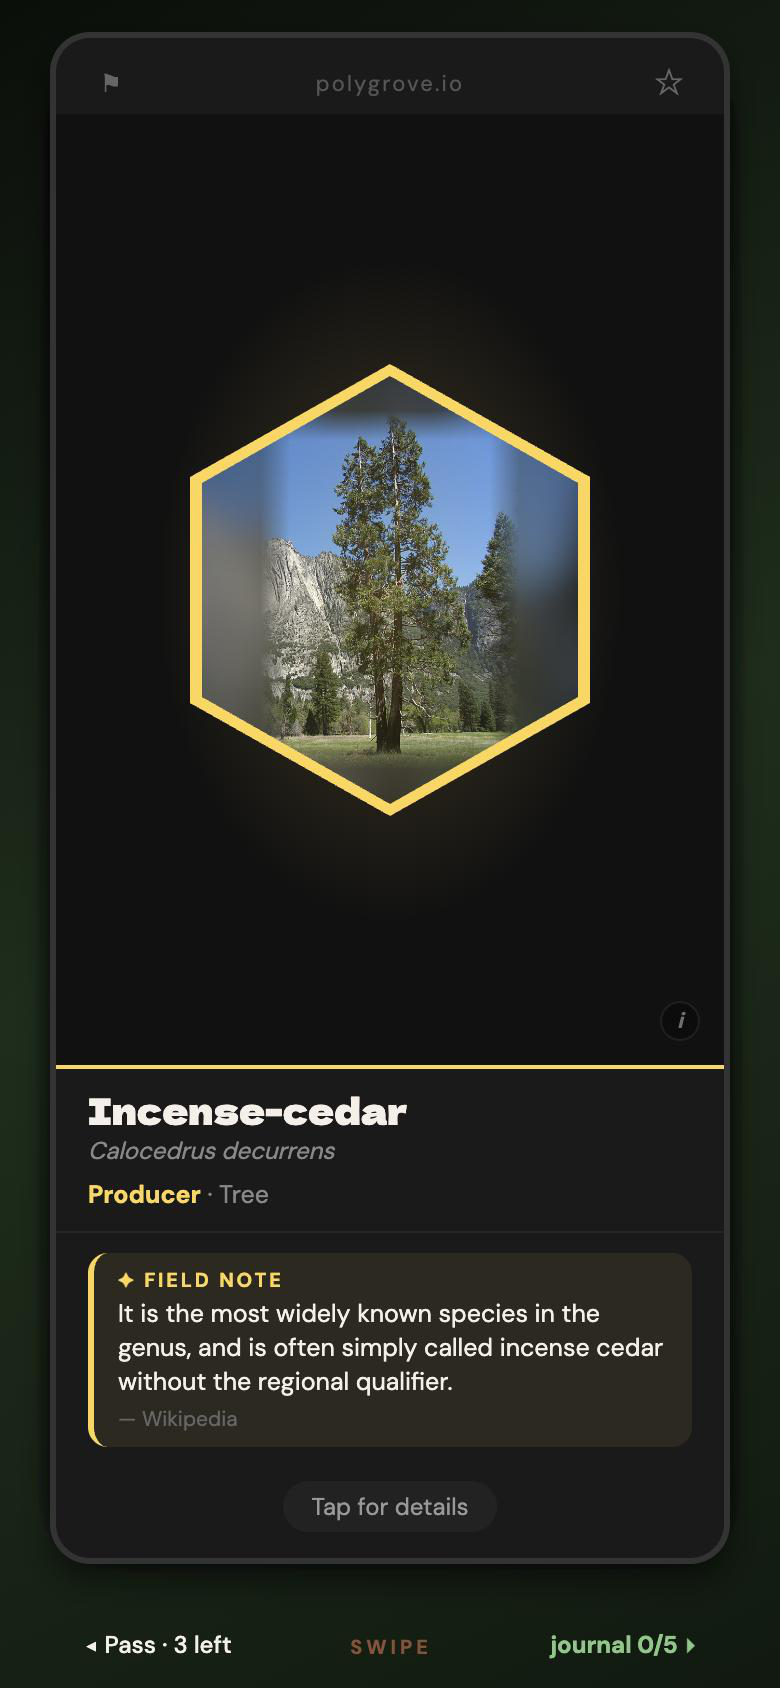 polygrove.io
i
Incense-cedar
Calocedrus decurrens
Producer · Tree
✦ FIELD NOTE
It is the most widely known species in the
genus, and is often simply called incense cedar
without the regional qualifier.
— Wikipedia
Tap for details
◂ Pass · 3 left
SWIPE
journal 0/5 ▸